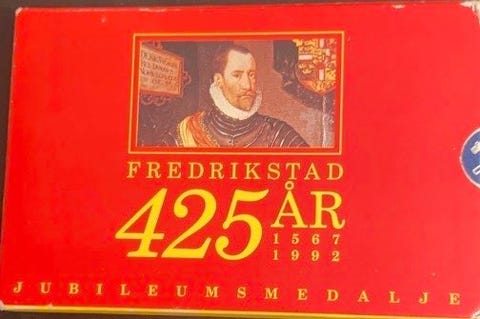 FREDRIKSTAD
425 ÅR
1567
1992
JUBILEUMSMEDALJE